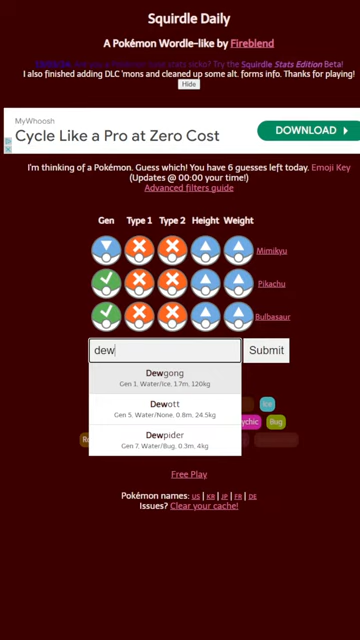 Squirdle Daily
A Pokémon Wordle-like by Fireblend
Try the Squirdle Stats Edition Beta!
I also finished adding DLC 'mons and cleaned up some alt. forms info. Thanks for playing!
Hide
MyWhoosh
Cycle Like a Pro at Zero Cost
DOWNLOAD
I'm thinking of a Pokémon. Guess which! You have 6 guesses left today. Emoji Key
(Updates @ 00:00 your time!)
Advanced filters guide
Gen Type 1 Type 2 Height Weight
Mimikyu
Pikachu
Bulbasaur
dew Submit
Dewgong
Gen 1, Water/Ice, 1.7m, 120kg
Dewott
Gen 5, Water/None, 0.8m, 24.5kg
Dewpider
Gen 7, Water/Bug, 0.3m, 4kg
Ice
Bug
Free Play
Pokémon names: US | KR | JP | FR | DE
Issues? Clear your cache!